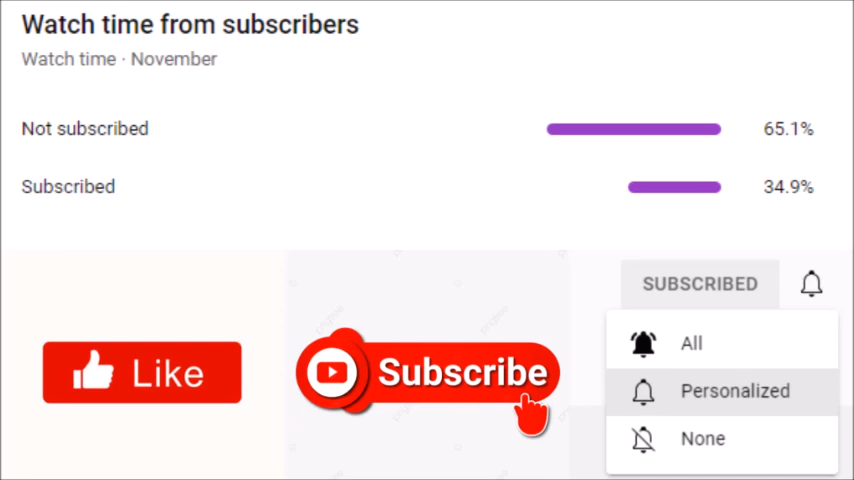 Watch time from subscribers
Watch time · November
Not subscribed 65.1%
Subscribed 34.9%
SUBSCRIBED
All
Like
Subscribe
Personalized
None